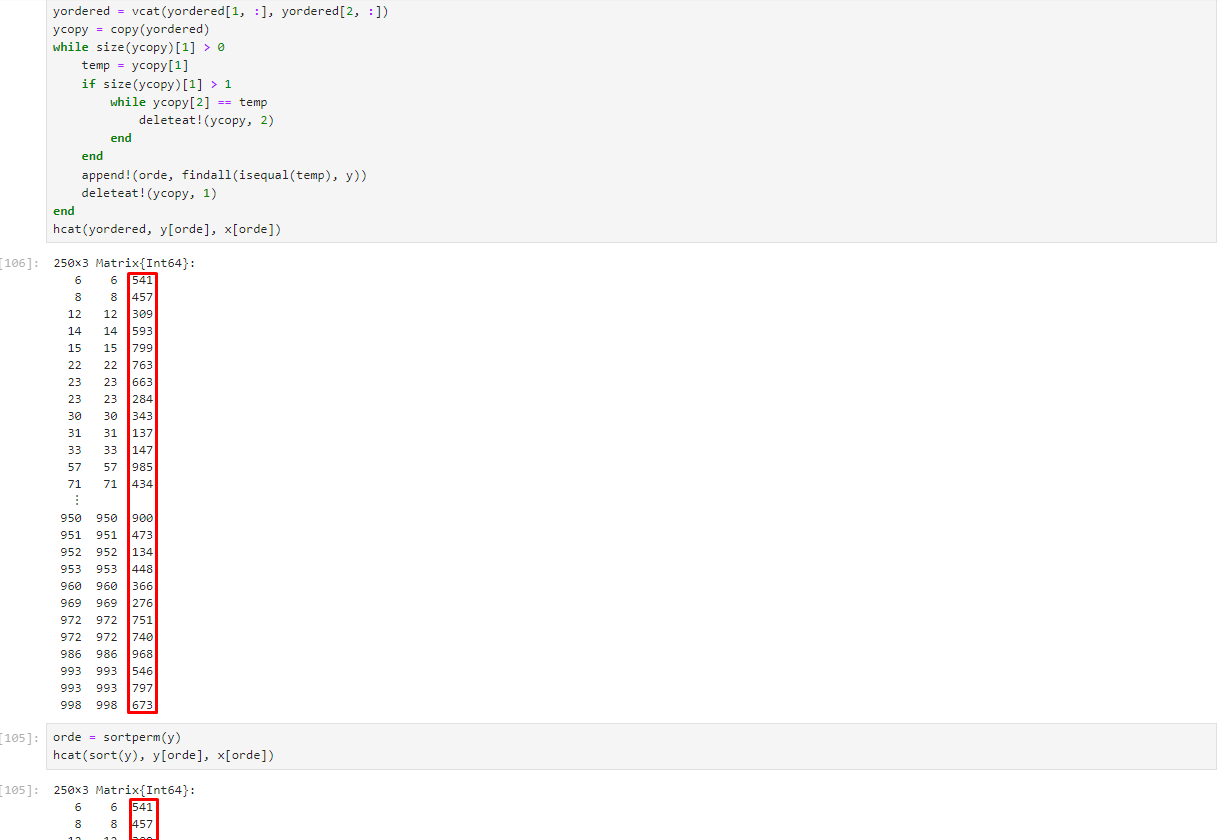 yordered = vcat(yordered[1, :], yordered[2, :])
ycopy = copy(yordered)
while size(ycopy)[1] > 0
    temp = ycopy[1]
    if size(ycopy)[1] > 1
        while ycopy[2] == temp
            deleteat!(ycopy, 2)
        end
    end
    append!(orde, findall(isequal(temp), y))
    deleteat!(ycopy, 1)
end
hcat(yordered, y[orde], x[orde])
[106]: 250×3 Matrix{Int64}:
6 6 541
8 8 457
12 12 309
14 14 593
15 15 799
22 22 763
23 23 663
23 23 284
30 30 343
31 31 137
33 33 147
57 57 985
71 71 434
⋮
950 950 900
951 951 473
952 952 134
953 953 448
960 960 366
969 969 276
972 972 751
972 972 740
986 986 968
993 993 546
993 993 797
998 998 673
[105]: orde = sortperm(y)
hcat(sort(y), y[orde], x[orde])
[105]: 250×3 Matrix{Int64}:
6 6 541
8 8 457